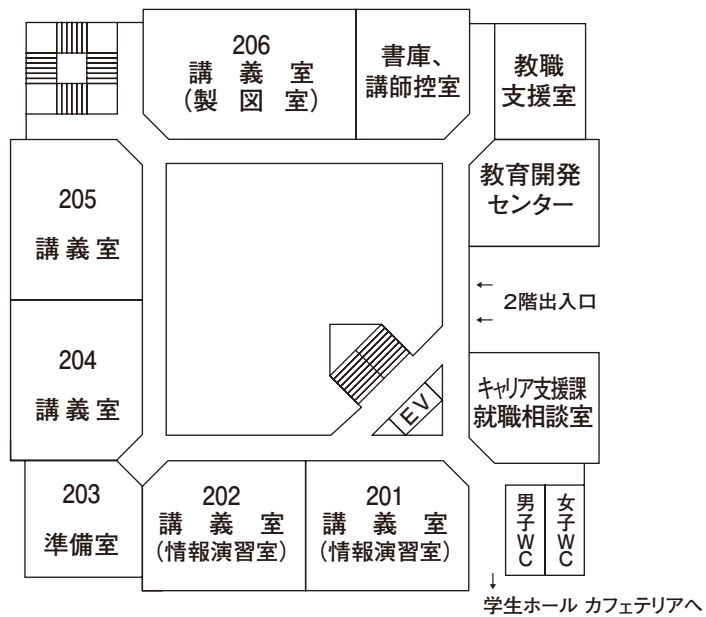 206
講義室
(製図室)
書庫、
講師控室
教職
支援室
教育開発
センター
205
講義室
← 2階出入口
←
204
講義室
EV
キャリア支援課
就職相談室
203
準備室
202
講義室
(情報演習室)
201
講義室
(情報演習室)
男子WC
女子WC
↓
学生ホール カフェテリアへ